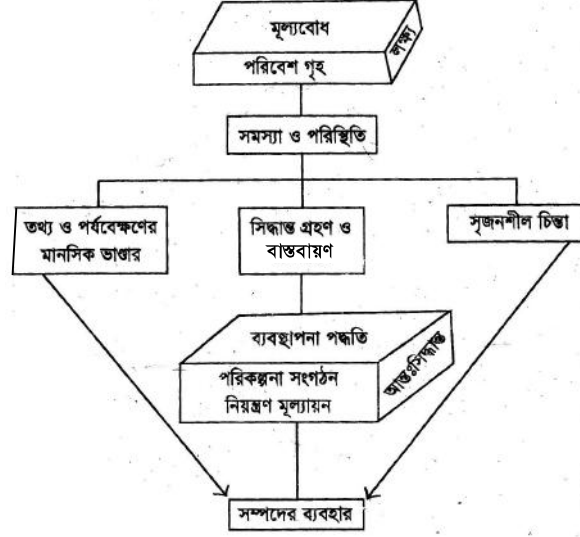 মূল্যবোধ
লক্ষ্য
পরিবেশ গৃহ
সমস্যা ও পরিস্থিতি
তথ্য ও পর্যবেক্ষণের
মানসিক ভাণ্ডার
সিদ্ধান্ত গ্রহণ ও
বাস্তবায়ণ
সৃজনশীল চিন্তা
ব্যবস্থাপনা পদ্ধতি
আন্তঃসিদ্ধান্ত
পরিকল্পনা সংগঠন
নিয়ন্ত্রণ মূল্যায়ন
সম্পদের ব্যবহার